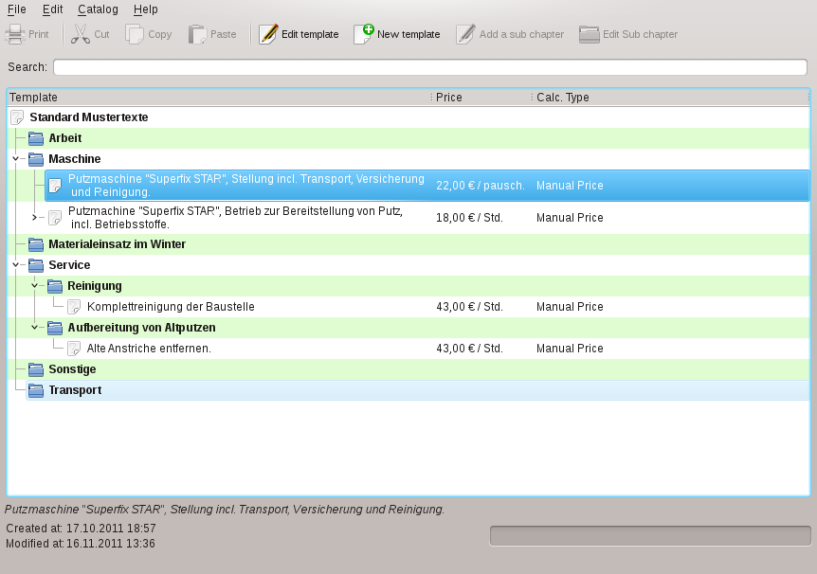 File Edit Catalog Help
Print Cut Copy Paste Edit template New template Add a sub chapter Edit Sub chapter
Search:
Template Price Calc. Type
Standard Mustertexte
Arbeit
Maschine
Putzmaschine "Superfix STAR", Stellung incl. Transport, Versicherung
und Reinigung. 22,00 € / pausch. Manual Price
Putzmachine "Superfix STAR", Betrieb zur Bereitstellung von Putz,
incl. Betriebsstoffe. 18,00 € / Std. Manual Price
Materialeinsatz im Winter
Service
Reinigung
Komplettreinigung der Baustelle 43,00 € / Std. Manual Price
Aufbereitung von Altputzen
Alte Anstriche entfernen. 43,00 € / Std. Manual Price
Sonstige
Transport
Putzmaschine "Superfix STAR", Stellung incl. Transport, Versicherung und Reinigung.
Created at: 17.10.2011 18:57
Modified at: 16.11.2011 13:36